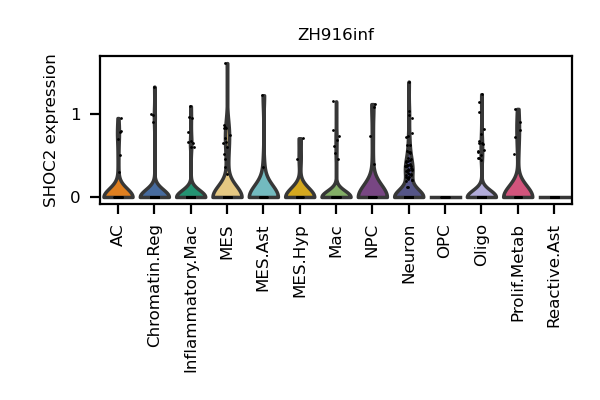 ZH916inf
SHOC2 expression
1
0
AC
Chromatin.Reg
Inflammatory.Mac
MES
MES.Ast
MES.Hyp
Mac
NPC
Neuron
OPC
Oligo
Prolif.Metab
Reactive.Ast